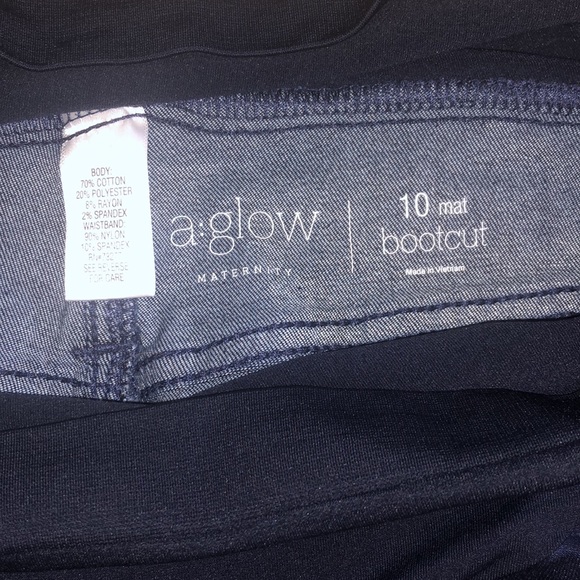 BODY:
70% COTTON
20% POLYESTER
8% RAYON
2% SPANDEX
WAISTBAND:
90% NYLON
10% SPANDEX
SEE REVERSE
FOR CARE
a:glow
MATERNITY
10 mat
bootcut
Made in Vietnam